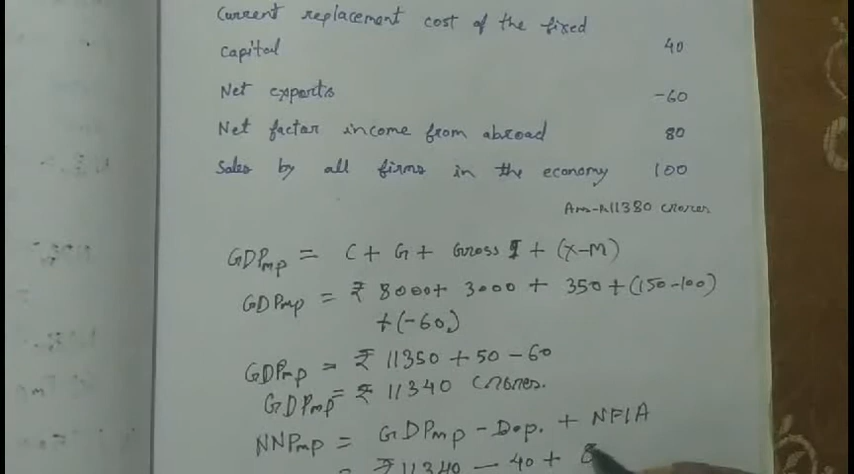 Current replacement cost of the fixed
capital 40
Net exports -60
Net factor income from abroad 80
Sales by all firms in the economy 100
Ans-₹11380 crores
GDPmp = C + G + Gross I + (X-M)
GDPmp = ₹ 8000+ 3000 + 350 +(150-100)
+(-60)
GDPmp = ₹ 11350 + 50 - 60
GDPmp = ₹ 11340 Crores.
NNPmp = GDPmp - Dep. + NFIA
= ₹11340 - 40 + 8